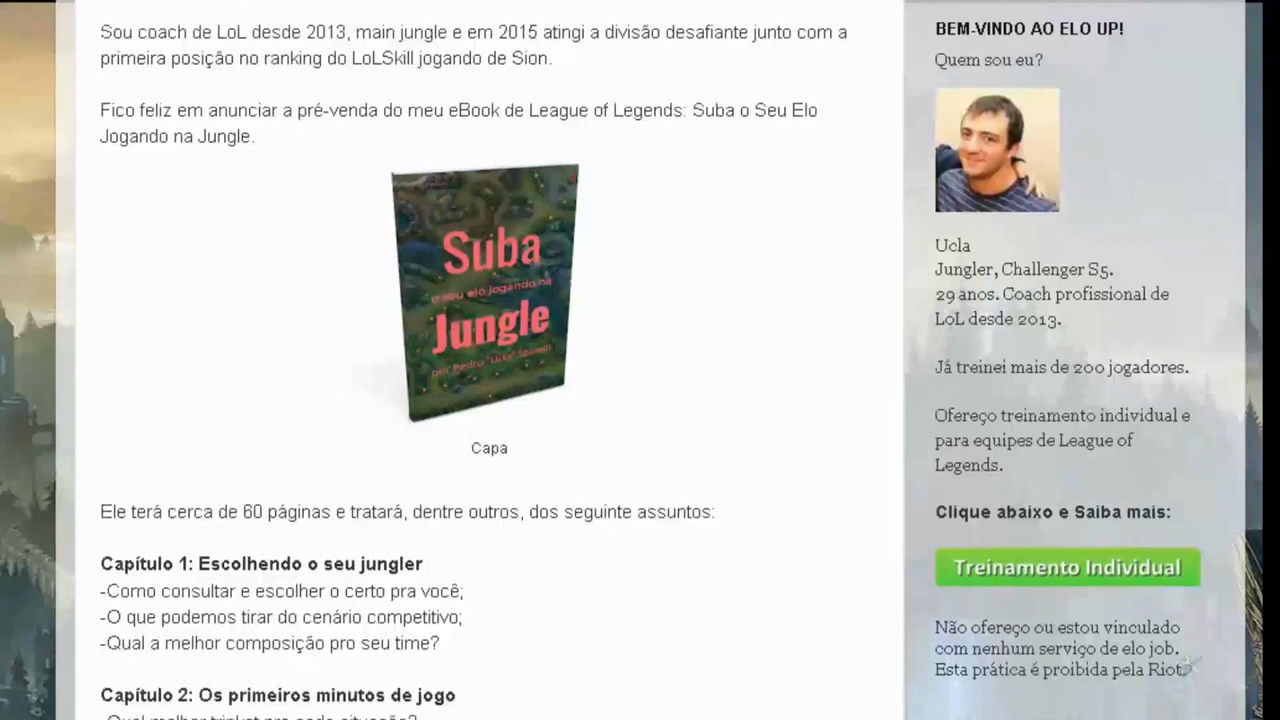 Sou coach de LoL desde 2013, main jungle e em 2015 atingi a divisão desafiante junto com a
primeira posição no ranking do LoLSkill jogando de Sion.
Fico feliz em anunciar a pré-venda do meu eBook de League of Legends: Suba o Seu Elo
Jogando na Jungle.
Suba
o seu elo jogando na
Jungle
por Pedro "Ucla"
Capa
Ele terá cerca de 60 páginas e tratará, dentre outros, dos seguinte assuntos:
Capítulo 1: Escolhendo o seu jungler
-Como consultar e escolher o certo pra você;
-O que podemos tirar do cenário competitivo;
-Qual a melhor composição pro seu time?
Capítulo 2: Os primeiros minutos de jogo
-Qual melhor trinket pra cada situação?
BEM-VINDO AO ELO UP!
Quem sou eu?
Ucla
Jungler, Challenger S5.
29 anos. Coach profissional de
LoL desde 2013.
Já treinei mais de 200 jogadores.
Ofereço treinamento individual e
para equipes de League of
Legends.
Clique abaixo e Saiba mais:
Treinamento Individual
Não ofereço ou estou vinculado
com nenhum serviço de elo job.
Esta prática é proibida pela Riot.